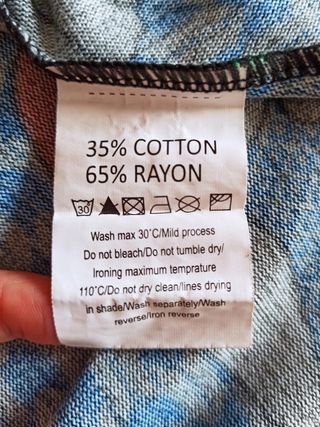 35% COTTON
65% RAYON
30
Wash max 30°C/Mild process
Do not bleach/Do not tumble dry/
Ironing maximum temprature
110°C/Do not dry clean/lines drying
in shade/Wash separately/Wash
reverse/Iron reverse